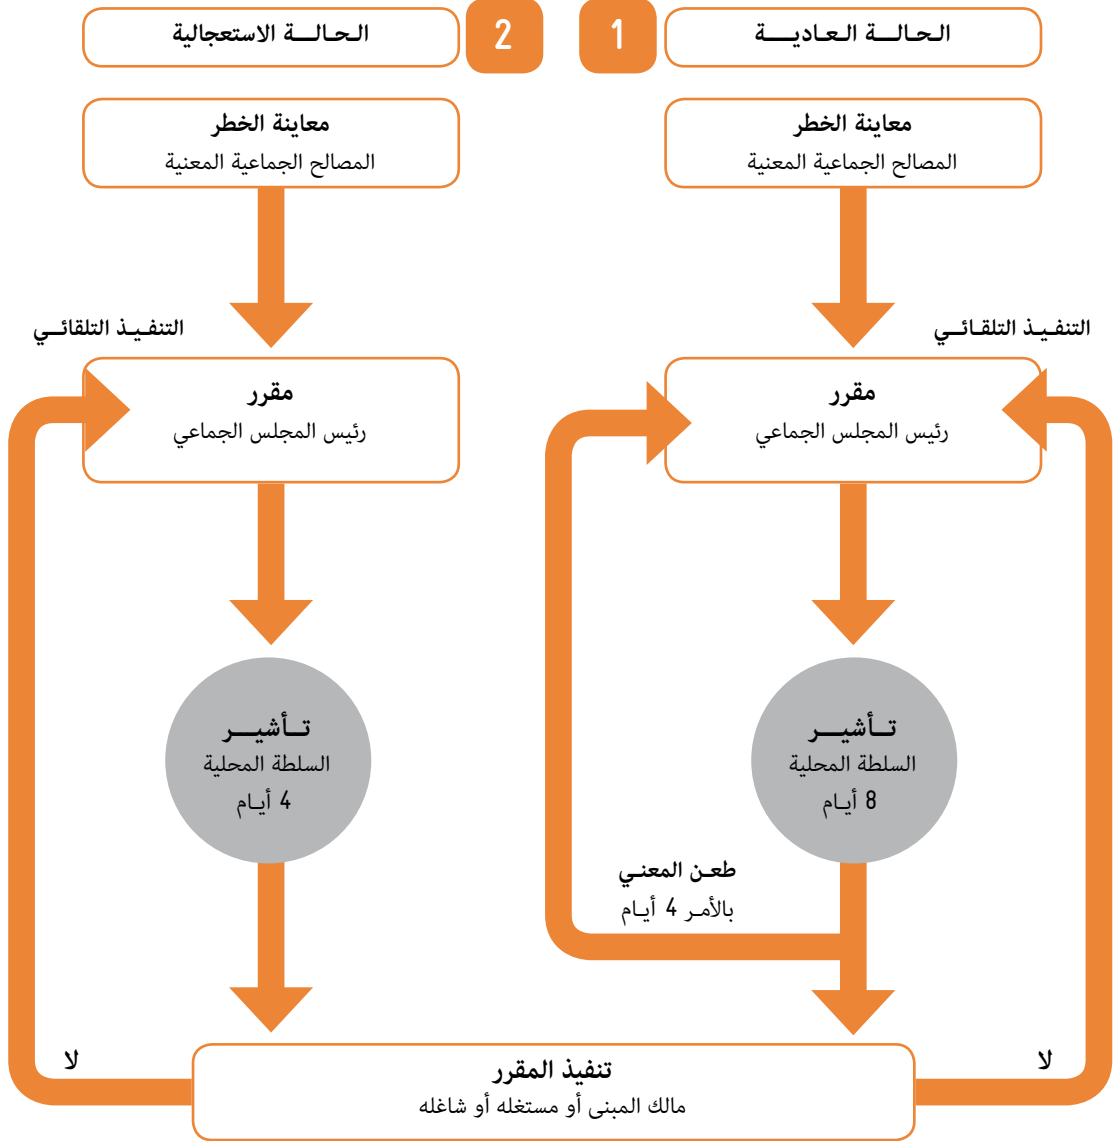 1
الحالة العادية
معاينة الخطر
المصالح الجماعية المعنية
التنفيذ التلقائي
مقرر
رئيس المجلس الجماعي
تأشير
السلطة المحلية
8 أيام
طعن المعني
بالأمر 4 أيام
لا
2
الحالة الاستعجالية
معاينة الخطر
المصالح الجماعية المعنية
التنفيذ التلقائي
مقرر
رئيس المجلس الجماعي
تأشير
السلطة المحلية
4 أيام
لا
تنفيذ المقرر
مالك المبنى أو مستغله أو شاغله